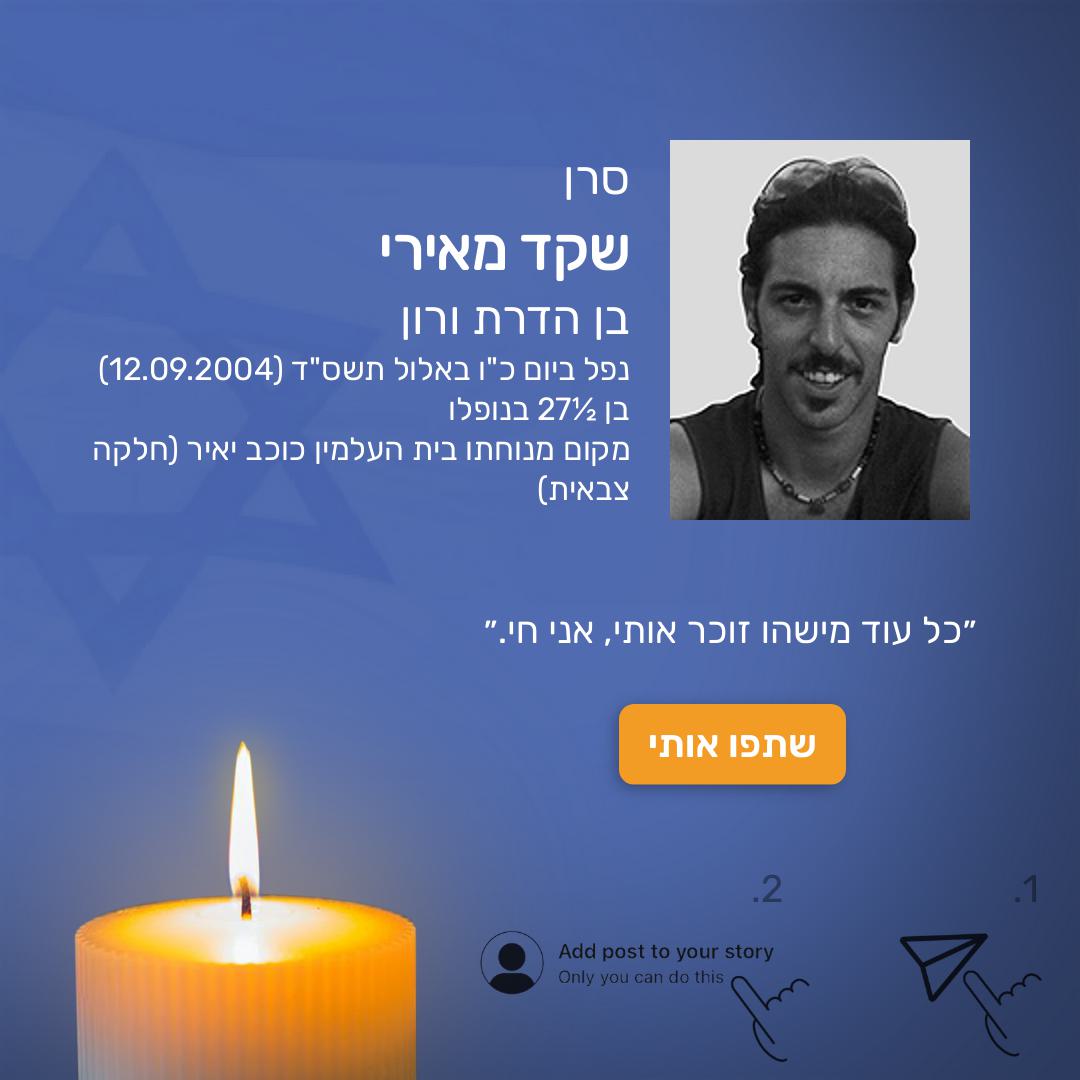 סרן
שקד מאירי
בן הדרת ורון
נפל ביום כ"ו באלול תשס"ד (12.09.2004)
בן 27½ בנופלו
מקום מנוחתו בית העלמין כוכב יאיר (חלקה
צבאית)
״כל עוד מישהו זוכר אותי, אני חי.״
שתפו אותי
1.
2.
Add post to your story
Only you can do this